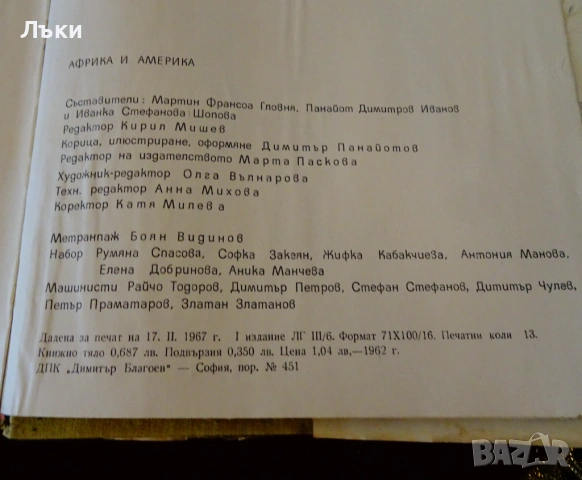 Лъки
АФРИКА И АМЕРИКА
Съставители: Мартин Франсоа Гловня, Панайот Димитров Иванов
и Иванка Стефанова Шопова
Редактор Кирил Мишев
Корица, илюстриране, оформяне Димитър Панайотов
Редактор на издателството Марта Паскова
Художник-редактор Олга Вълнарова
Техн. редактор Анна Михова
Коректор Катя Милева
Метранпаж Боян Видинов
Набор Румяна Спасова, Софка Закаян, Жифка Кабакчиева, Антония Манова,
Елена Добринова, Аника Манчева
Машинисти Райчо Тодоров, Димитър Петров, Стефан Стефанов, Дититър Чулев,
Петър Праматаров, Златан Златанов
Дадена за печат на 17. II. 1967 г. I издание ЛГ III/6. Формат 71X100/16. Печатни коли 13.
Книжно тяло 0,687 лв. Подвързия 0,350 лв. Цена 1,04 лв,—1962 г.
ДПК „Димитър Благоев" — София, пор. № 451
BAZAR